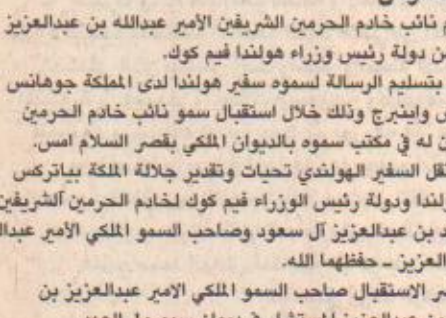 نائب خادم الحرمين الشريفين الأمير عبدالله بن عبدالعزيز
من دولة رئيس وزراء هولندا فيم كوك.
بتسليم الرسالة لسموه سفير هولندا لدى المملكة جوهانس
واينبرج وذلك خلال استقبال سمو نائب خادم الحرمين
له في مكتب سموه بالديوان الملكي بقصر السلام امس.
نقل السفير الهولندي تحيات وتقدير جلالة الملكة بياتركس
ودولة رئيس الوزراء فيم كوك لخادم الحرمين الشريفين
بن عبدالعزيز آل سعود وصاحب السمو الملكي الأمير
العزيز - حفظهما الله.
الاستقبال صاحب السمو الملكي الامير عبدالعزيز بن